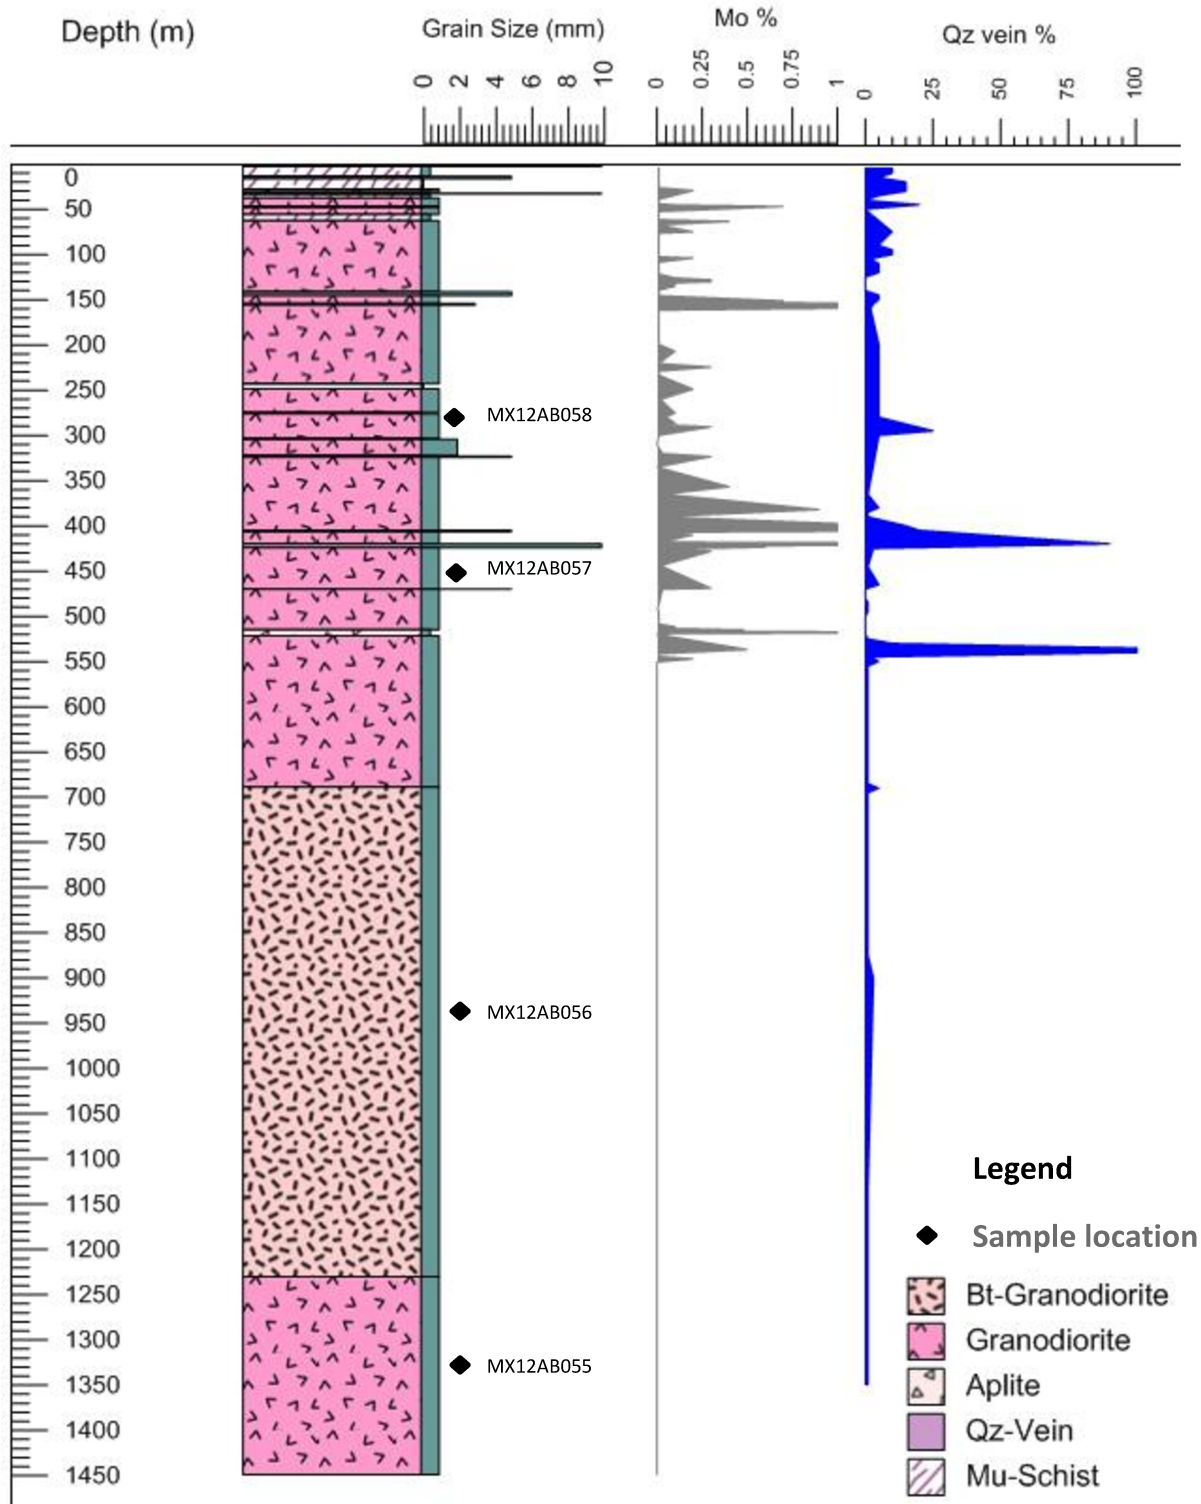 Depth (m)
Grain Size (mm)
Mo %
Qz vein %
0 2 4 6 8 10
0 0.25 0.5 0.75 1
0 25 50 75 100
0
50
100
150
200
250
300
350
400
450
500
550
600
650
700
750
800
850
900
950
1000
1050
1100
1150
1200
1250
1300
1350
1400
1450
MX12AB058
MX12AB057
MX12AB056
MX12AB055
Legend
Sample location
Bt-Granodiorite
Granodiorite
Aplite
Qz-Vein
Mu-Schist